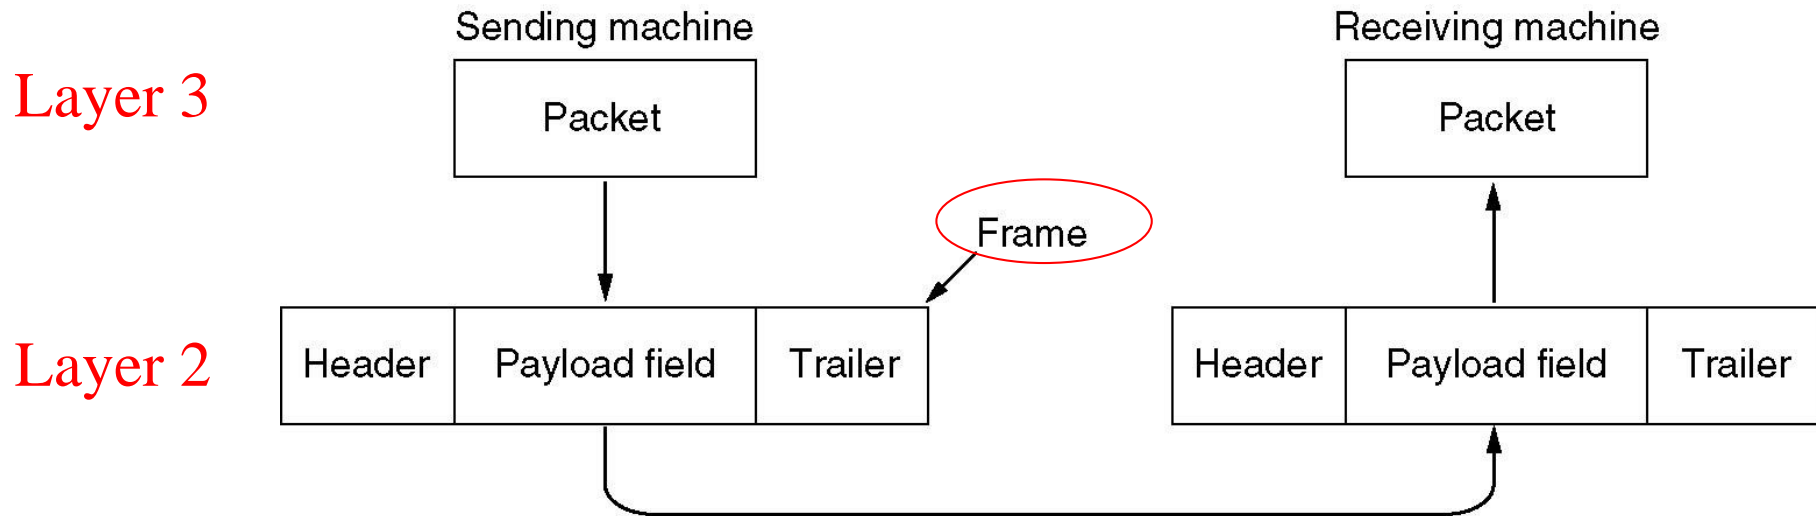 Sending machine
Receiving machine
Layer 3
Packet
Packet
Frame
Layer 2
Header
Payload field
Trailer
Header
Payload field
Trailer